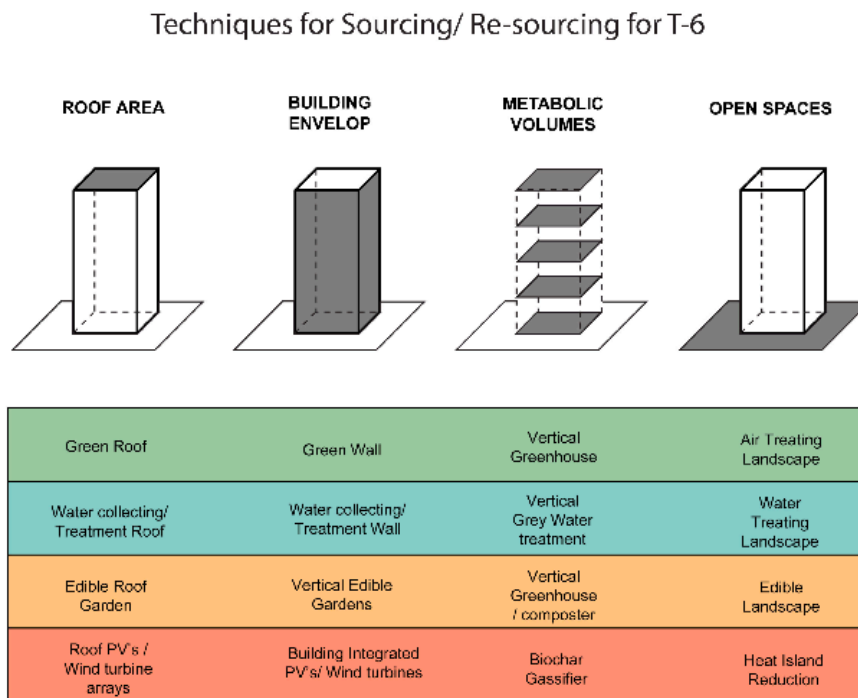 Techniques for Sourcing/ Re-sourcing for T-6
ROOF AREA
BUILDING
ENVELOP
METABOLIC
VOLUMES
OPEN SPACES
Green Roof
Green Wall
Vertical
Greenhouse
Air Treating
Landscape
Water collecting/
Treatment Roof
Water collecting/
Treatment Wall
Vertical
Grey Water
treatment
Water
Treating
Landscape
Edible Roof
Garden
Vertical Edible
Gardens
Vertical
Greenhouse
/ composter
Edible
Landscape
Roof PV's /
Wind turbine
arrays
Building Integrated
PV's/ Wind turbines
Biochar
Gassifier
Heat Island
Reduction